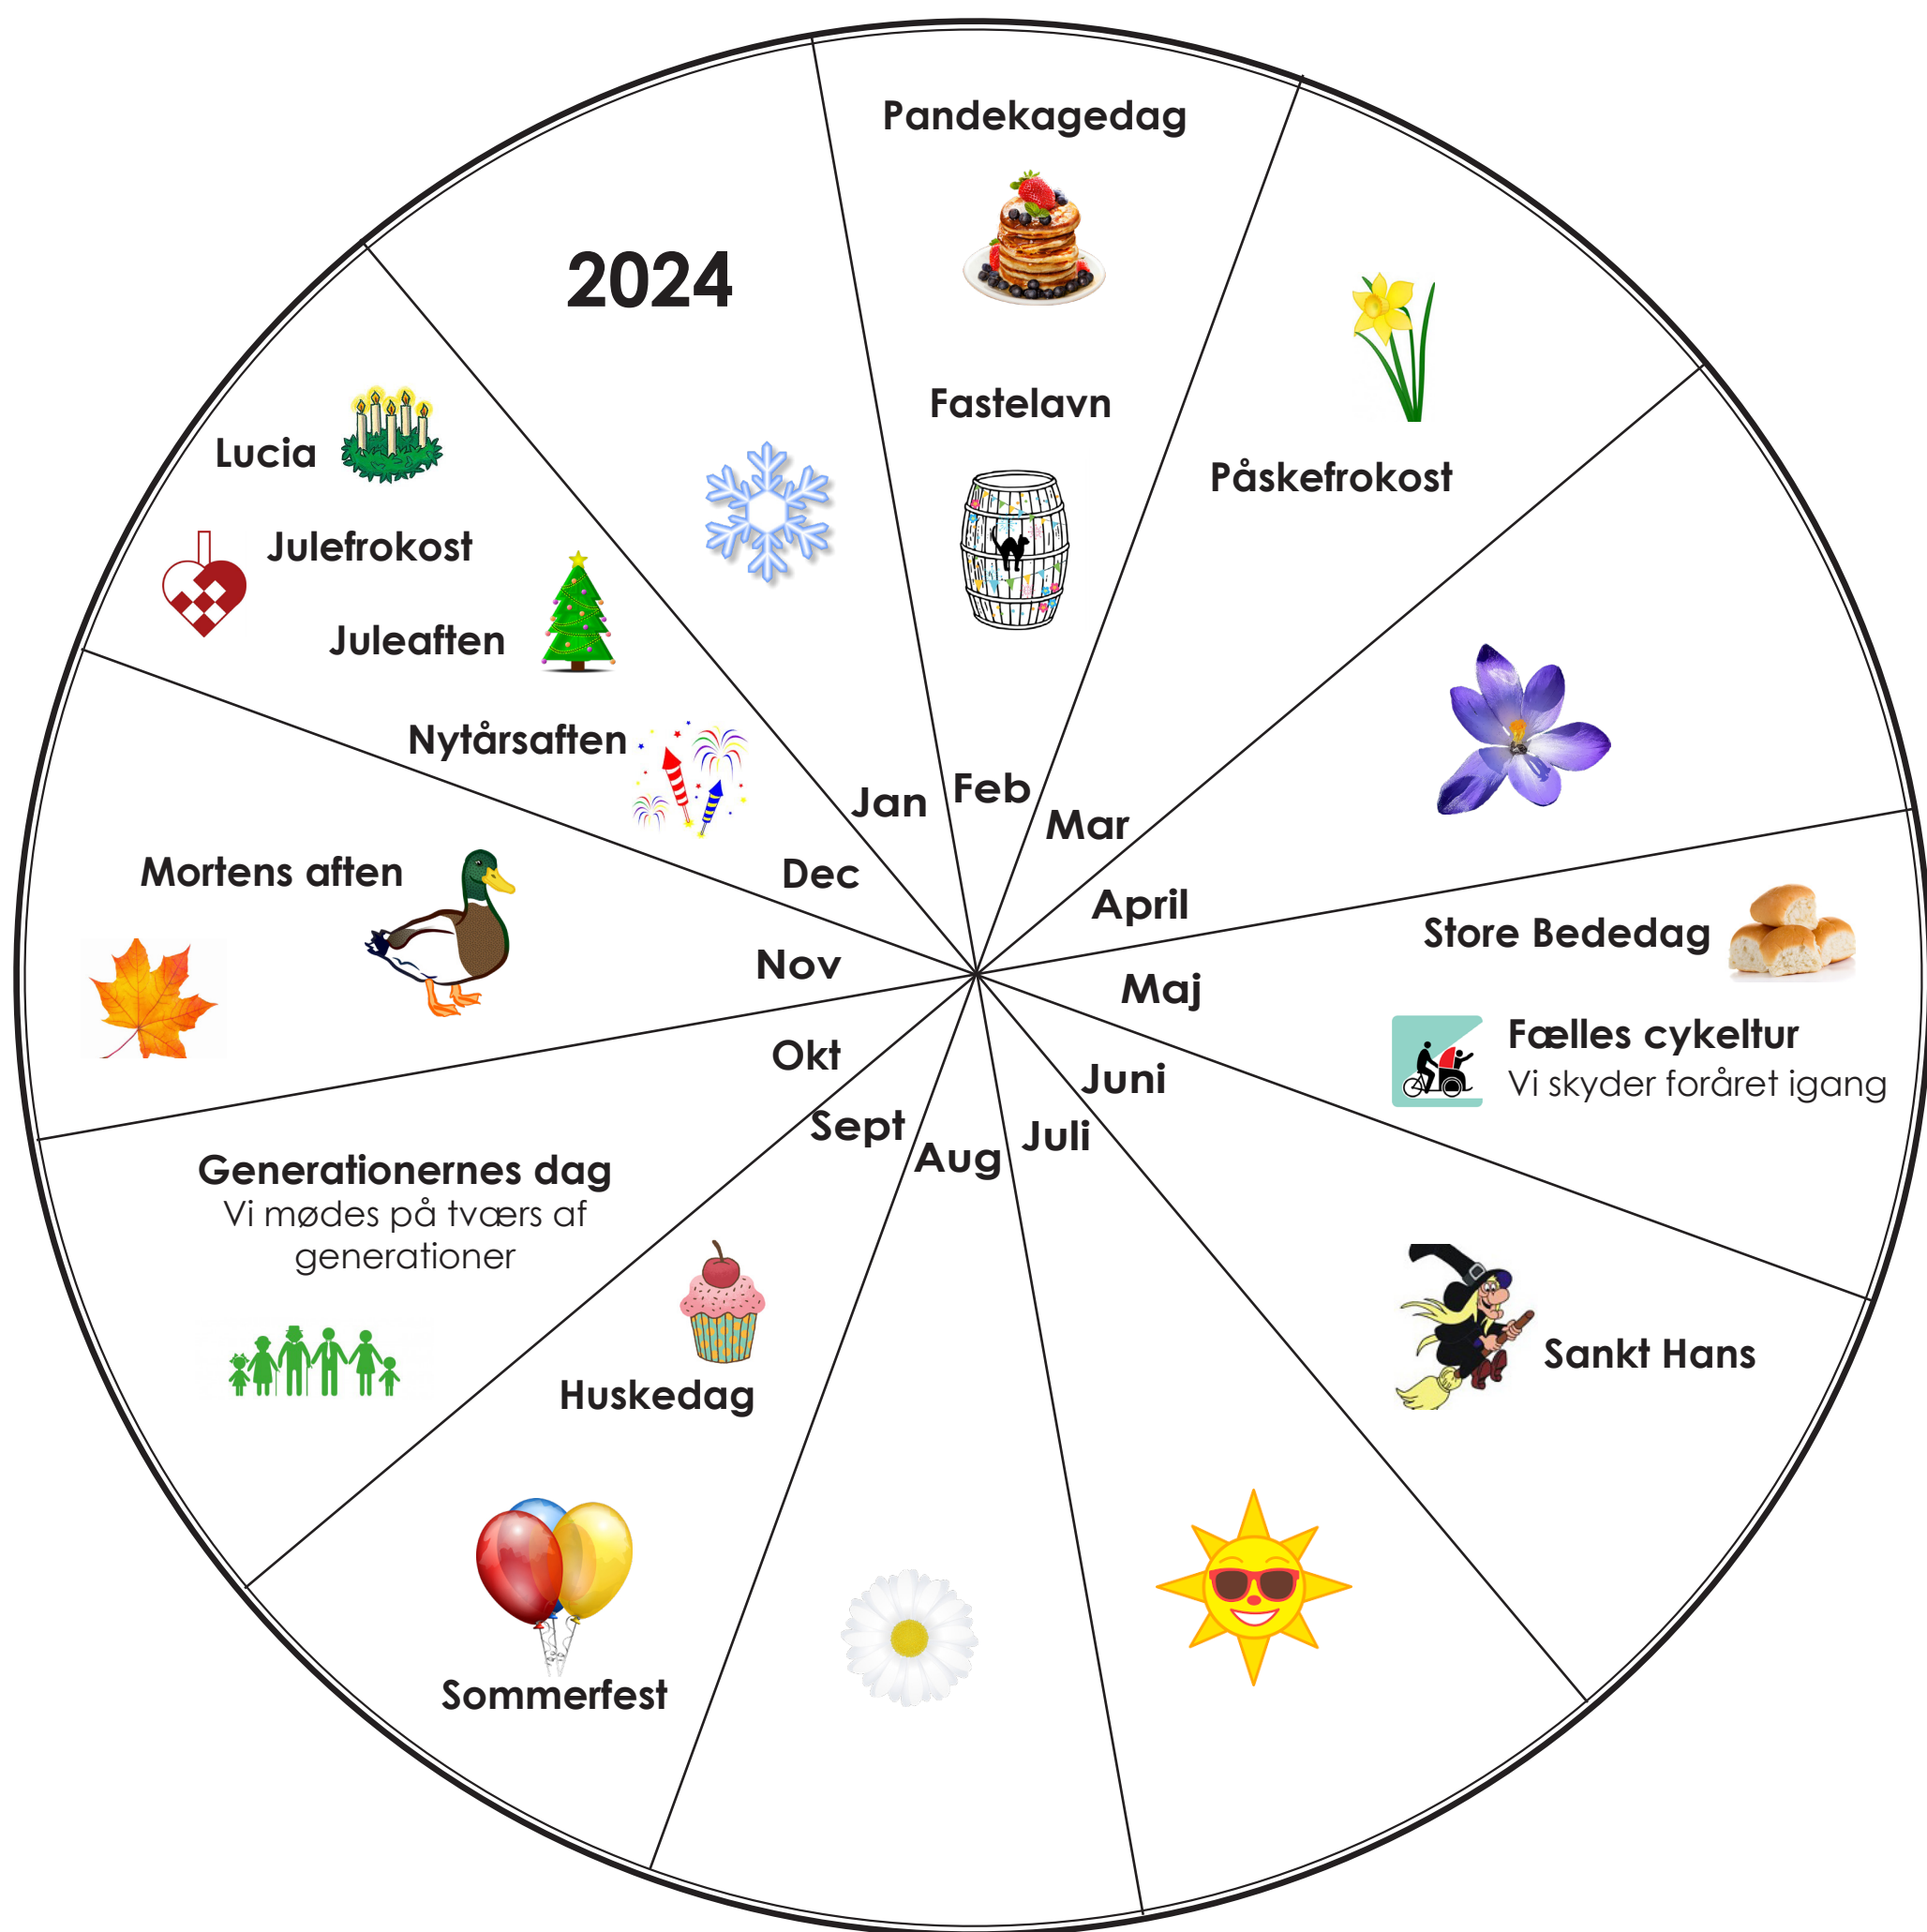 2024
Jan
Pandekagedag
Fastelavn
Feb
Påskefrokost
Mar
April
Store Bededag
Fælles cykeltur
Vi skyder foråret igang
Maj
Sankt Hans
Juni
Juli
Aug
Huskedag
Sommerfest
Sept
Generationernes dag
Vi mødes på tværs af
generationer
Okt
Mortens aften
Nov
Lucia
Julefrokost
Juleaften
Nytårsaften
Dec